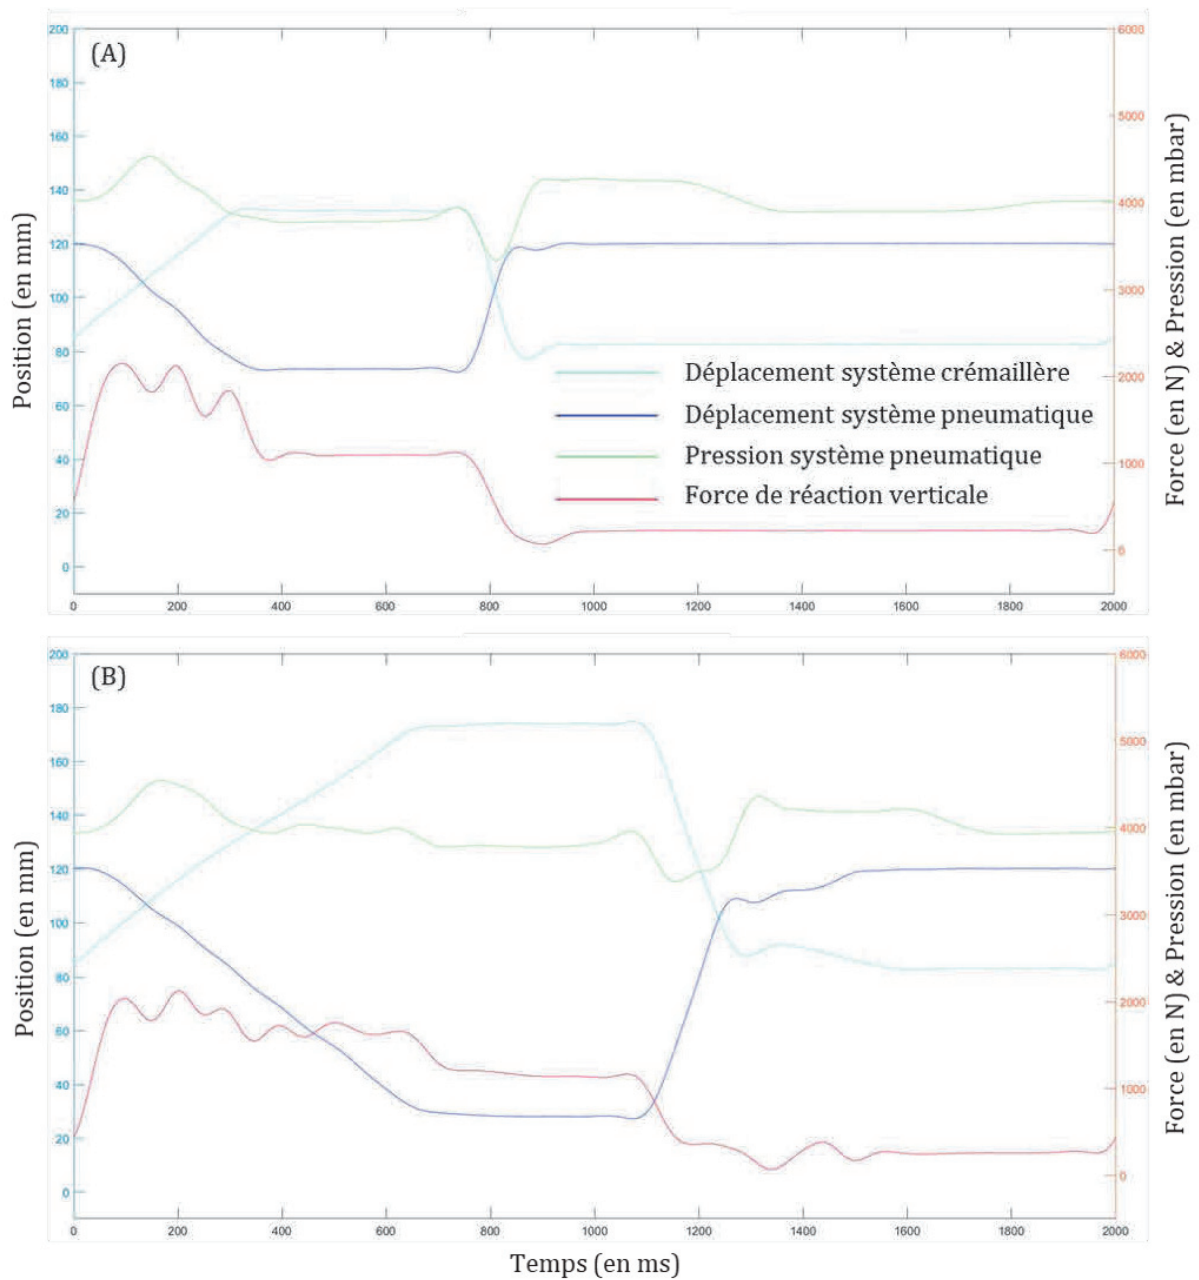 (A)
200
180
160
140
120
100
80
60
40
20
0
Position (en mm)
6000
5000
4000
3000
2000
1000
0
Force (en N) & Pression (en mbar)
Déplacement système crémaillère
Déplacement système pneumatique
Pression système pneumatique
Force de réaction verticale
0 200 400 600 800 1000 1200 1400 1600 1800 2000
(B)
200
180
160
140
120
100
80
60
40
20
0
Position (en mm)
6000
5000
4000
3000
2000
1000
0
Force (en N) & Pression (en mbar)
0 200 400 600 800 1000 1200 1400 1600 1800 2000
Temps (en ms)